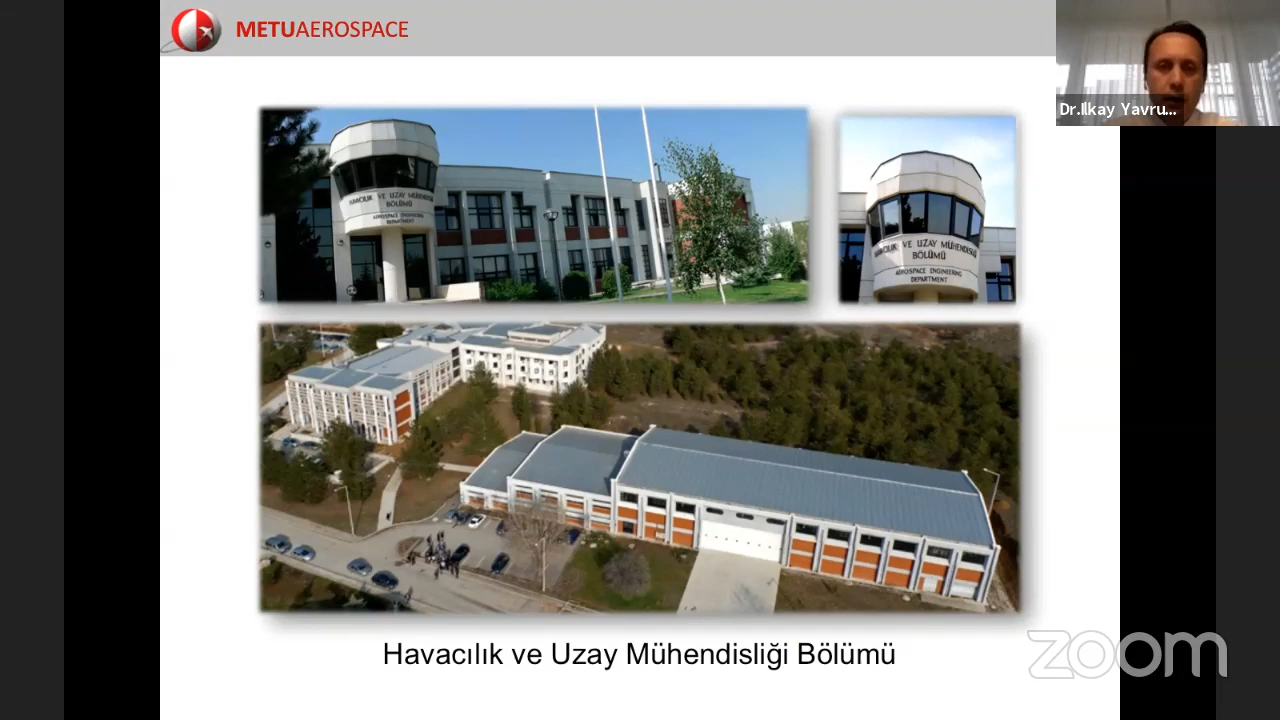 METUAEROSPACE
Dr.Ilkay Yavru...
HAVACILIK VE UZAY MÜHENDİSLİĞİ
BÖLÜMÜ
AEROSPACE ENGINEERING
DEPARTMENT
HAVACILIK VE UZAY MÜHENDİSLİĞİ
BÖLÜMÜ
AEROSPACE ENGINEERING
DEPARTMENT
Havacılık ve Uzay Mühendisliği Bölümü
zoom